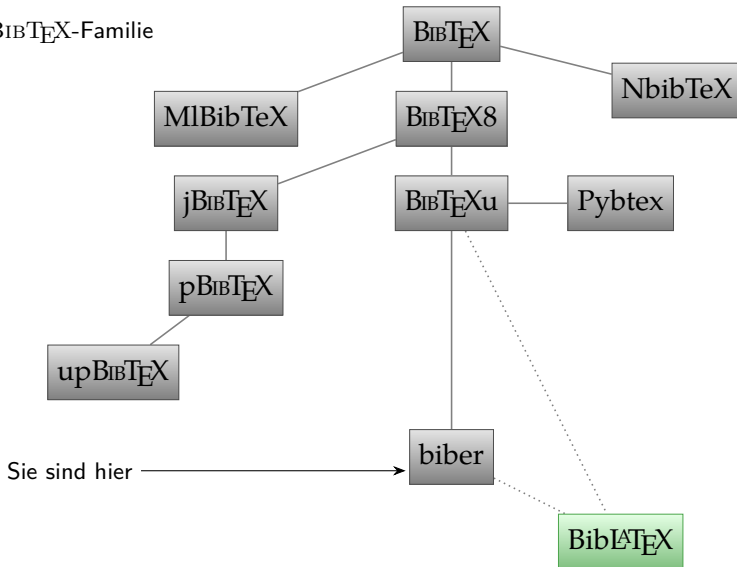 BIBTEX-Familie
BIBTEX
NbibTeX
MlBibTeX
BIBTEX8
jBIBTEX
BIBTEXu
Pybtex
pBIBTEX
upBIBTEX
biber
Sie sind hier
BibLATEX